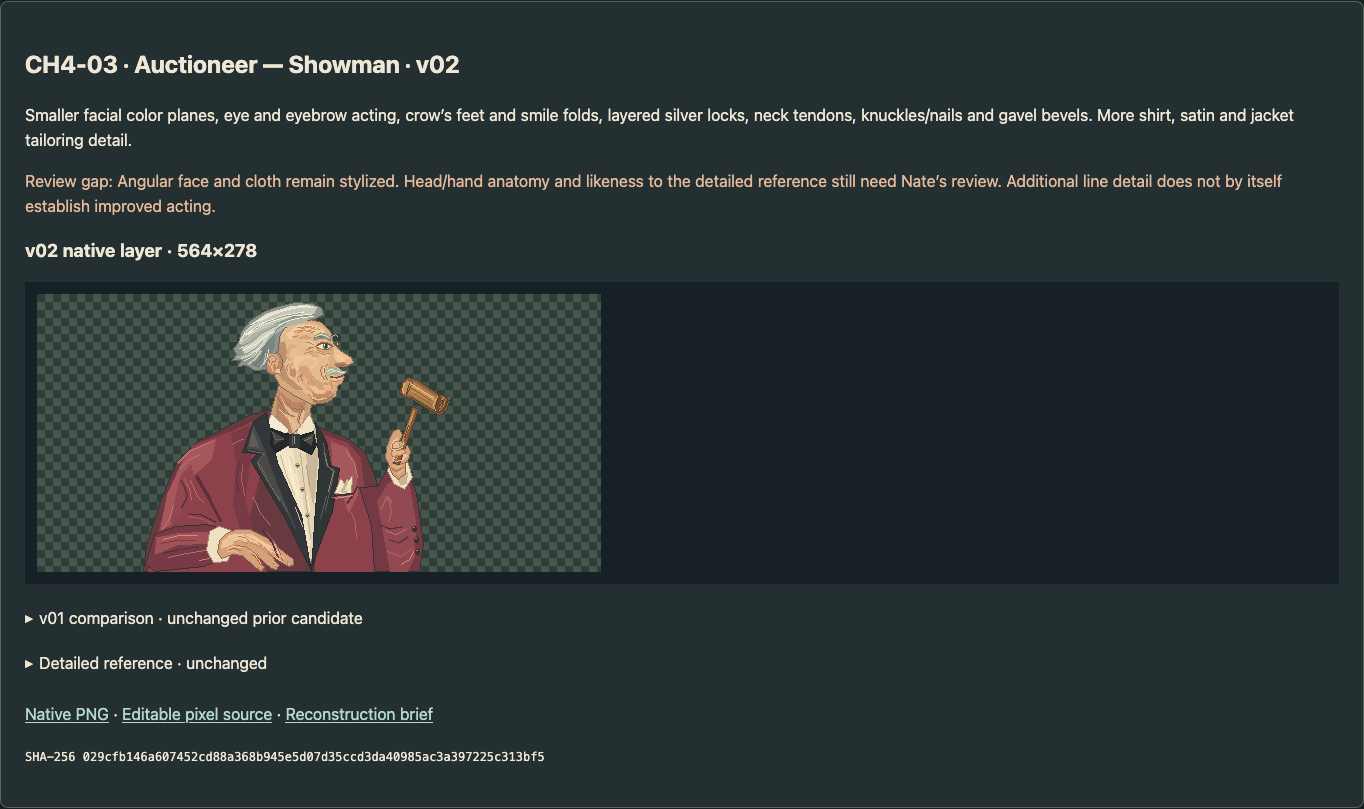 CH4-03 · Auctioneer — Showman · v02
Smaller facial color planes, eye and eyebrow acting, crow’s feet and smile folds, layered silver locks, neck tendons, knuckles/nails and gavel bevels. More shirt, satin and jacket
tailoring detail.
Review gap: Angular face and cloth remain stylized. Head/hand anatomy and likeness to the detailed reference still need Nate’s review. Additional line detail does not by itself
establish improved acting.
v02 native layer · 564×278
▸ v01 comparison · unchanged prior candidate
▸ Detailed reference · unchanged
Native PNG · Editable pixel source · Reconstruction brief
SHA-256 029cfb146a607452cd88a368b945e5d07d35ccd3da40985ac3a397225c313bf5